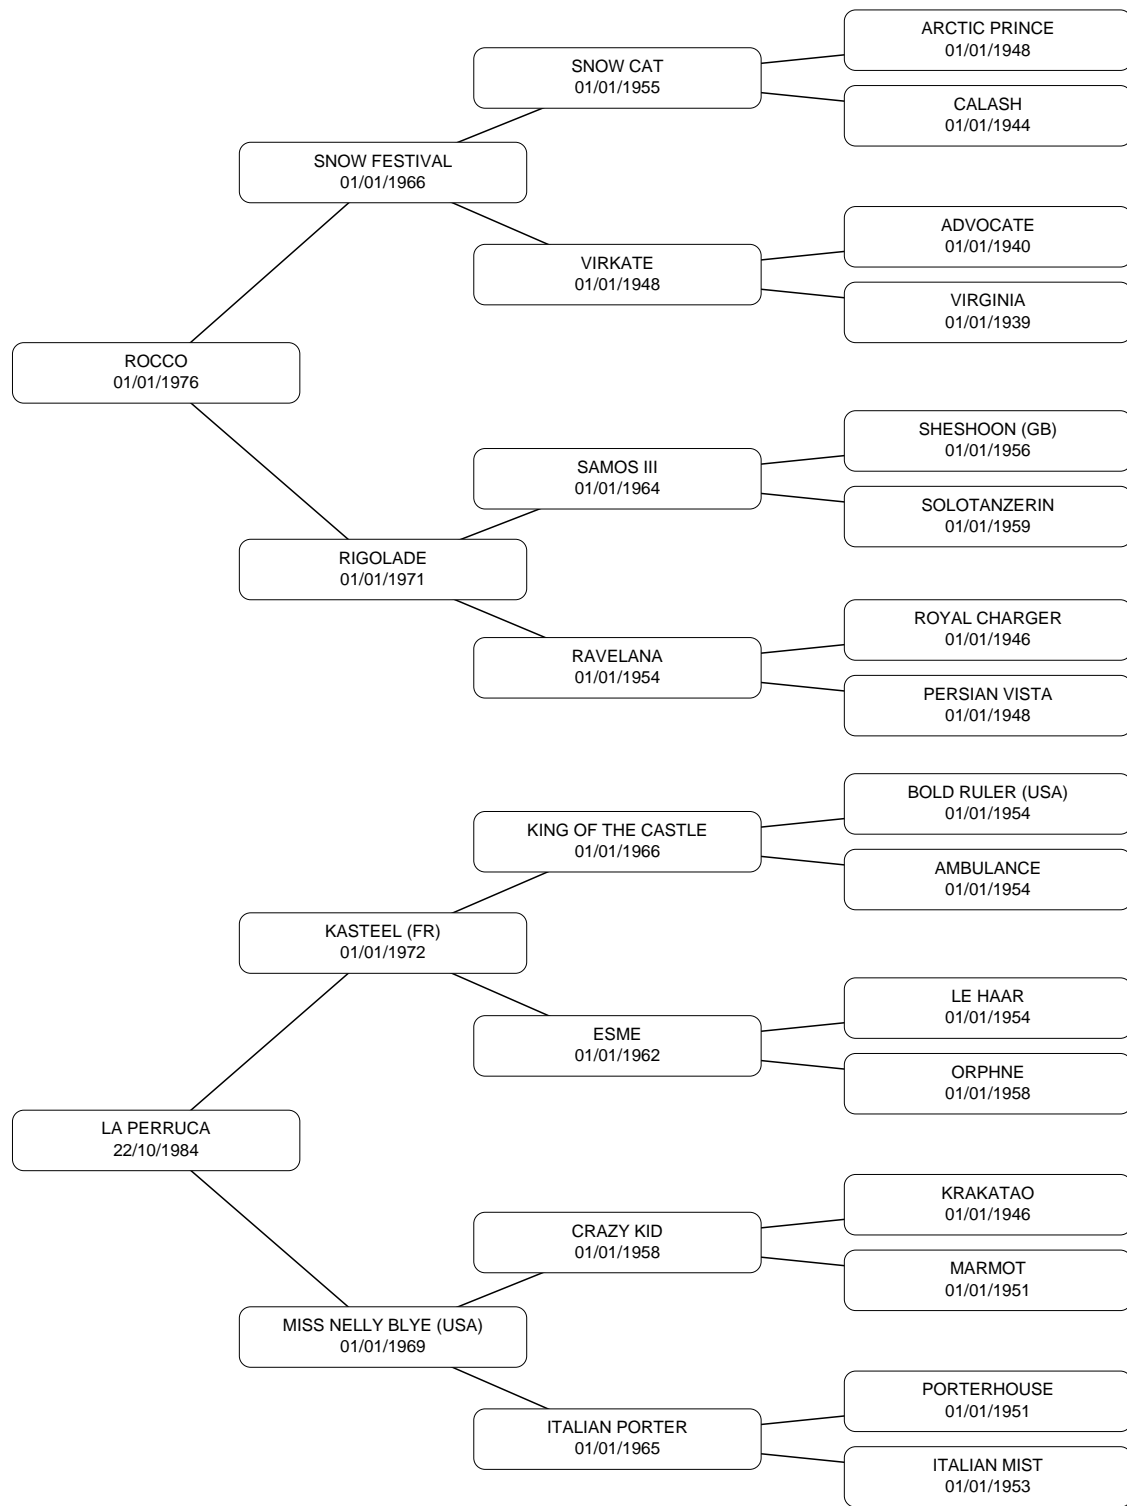 ARCTIC PRINCE
01/01/1948
SNOW CAT
01/01/1955
CALASH
01/01/1944
SNOW FESTIVAL
01/01/1966
ADVOCATE
01/01/1940
VIRKATE
01/01/1948
VIRGINIA
01/01/1939
ROCCO
01/01/1976
SHESHOON (GB)
01/01/1956
SAMOS III
01/01/1964
SOLOTANZERIN
01/01/1959
RIGOLADE
01/01/1971
ROYAL CHARGER
01/01/1946
RAVELANA
01/01/1954
PERSIAN VISTA
01/01/1948
BOLD RULER (USA)
01/01/1954
KING OF THE CASTLE
01/01/1966
AMBULANCE
01/01/1954
KASTEEL (FR)
01/01/1972
LE HAAR
01/01/1954
ESME
01/01/1962
ORPHNE
01/01/1958
LA PERRUCA
22/10/1984
KRAKATAO
01/01/1946
CRAZY KID
01/01/1958
MARMOT
01/01/1951
MISS NELLY BLYE (USA)
01/01/1969
PORTERHOUSE
01/01/1951
ITALIAN PORTER
01/01/1965
ITALIAN MIST
01/01/1953